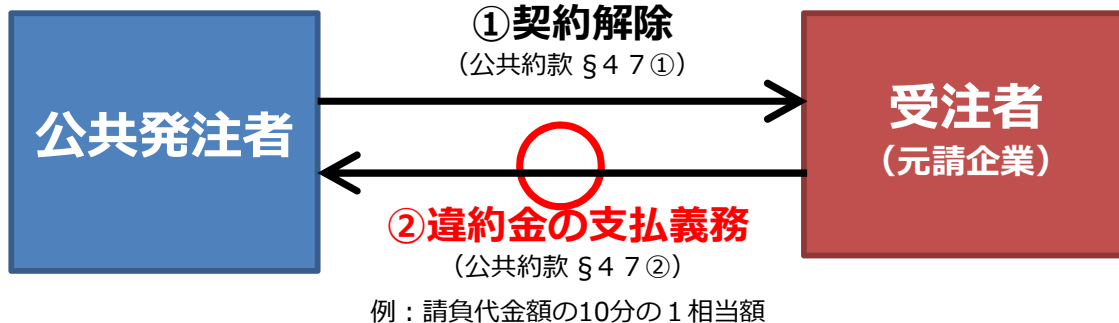 ①契約解除
（公共約款 §４７①）
公共発注者
受注者
（元請企業）
②違約金の支払義務
（公共約款 §４７②）
例：請負代金額の10分の１相当額